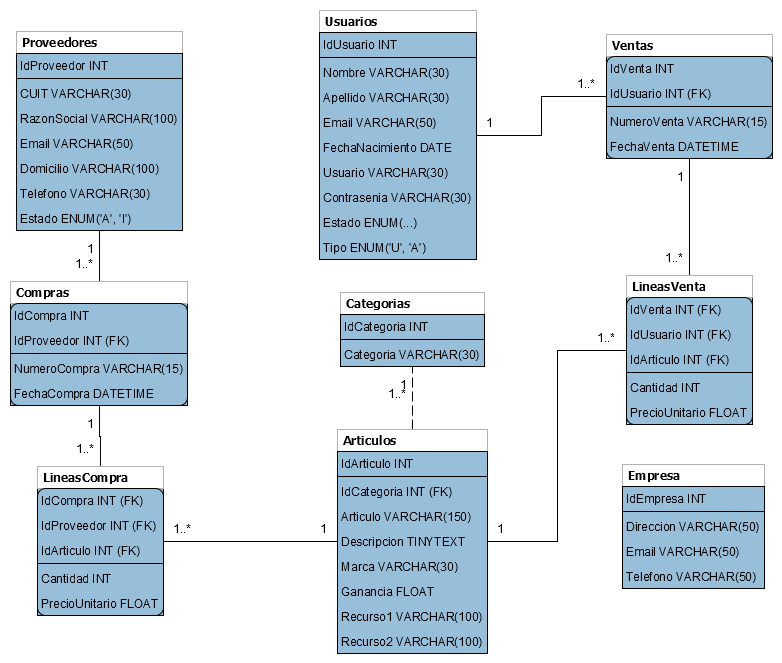 Proveedores
IdProveedor INT
CUIT VARCHAR(30)
RazonSocial VARCHAR(100)
Email VARCHAR(50)
Domicilio VARCHAR(100)
Telefono VARCHAR(30)
Estado ENUM('A', 'I')
1
1..*
Compras
IdCompra INT
IdProveedor INT (FK)
NumeroCompra VARCHAR(15)
FechaCompra DATETIME
1
1..*
LineasCompra
IdCompra INT (FK)
IdProveedor INT (FK)
IdArticulo INT (FK)
Cantidad INT
PrecioUnitario FLOAT
1..*
1
Usuarios
IdUsuario INT
Nombre VARCHAR(30)
Apellido VARCHAR(30)
Email VARCHAR(50)
FechaNacimiento DATE
Usuario VARCHAR(30)
Contrasenia VARCHAR(30)
Estado ENUM(...)
Tipo ENUM('U', 'A')
1
1..*
Categorias
IdCategoria INT
Categoria VARCHAR(30)
1
1..*
Articulos
IdArticulo INT
IdCategoria INT (FK)
Articulo VARCHAR(150)
Descripcion TINYTEXT
Marca VARCHAR(30)
Ganancia FLOAT
Recurso1 VARCHAR(100)
Recurso2 VARCHAR(100)
1
1..*
Ventas
IdVenta INT
IdUsuario INT (FK)
NumeroVenta VARCHAR(15)
FechaVenta DATETIME
1
1..*
LineasVenta
IdVenta INT (FK)
IdUsuario INT (FK)
IdArticulo INT (FK)
Cantidad INT
PrecioUnitario FLOAT
Empresa
IdEmpresa INT
Direccion VARCHAR(50)
Email VARCHAR(50)
Telefono VARCHAR(50)